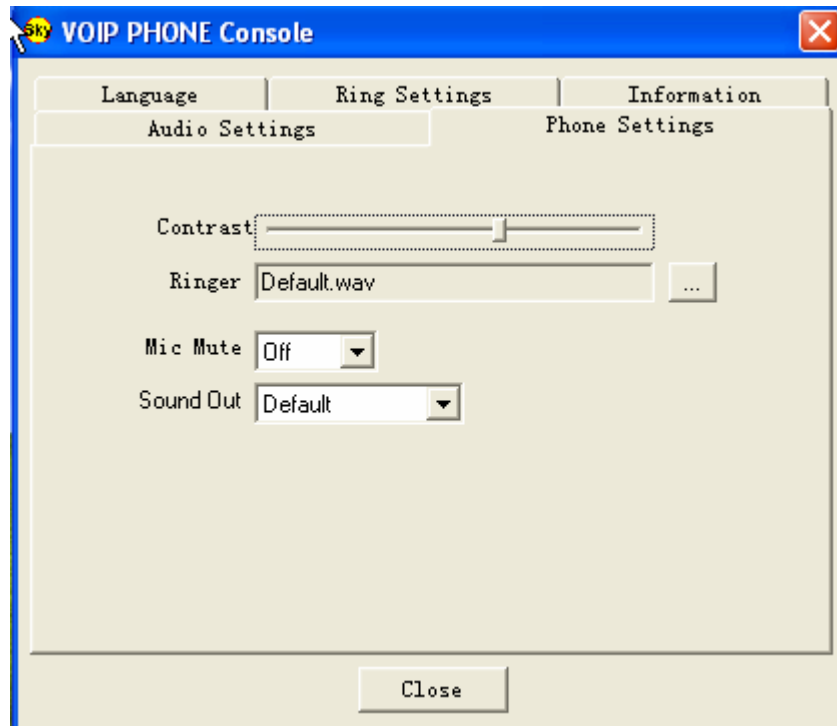 Sky VOIP PHONE Console
Language Ring Settings Information
Audio Settings Phone Settings
Contrast
Ringer Default.wav ...
Mic Mute Off
Sound Out Default
Close